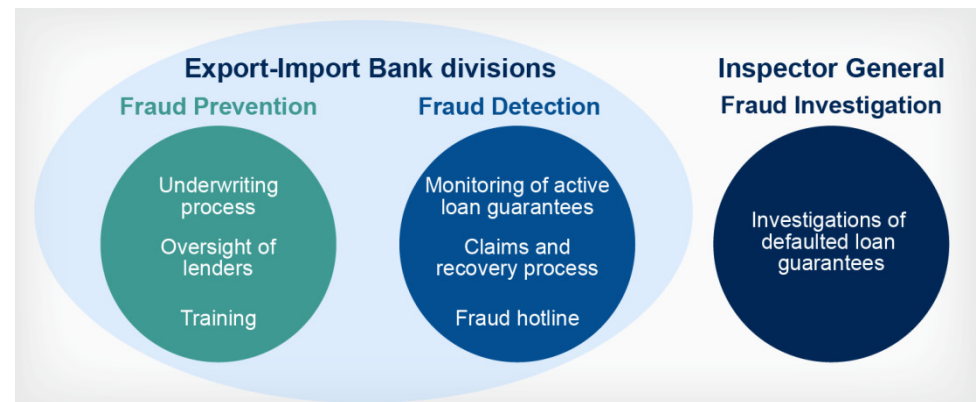 Export-Import Bank divisions
Fraud Prevention
Underwriting
process
Oversight of
lenders
Training
Fraud Detection
Monitoring of active
loan guarantees
Claims and
recovery process
Fraud hotline
Inspector General
Fraud Investigation
Investigations of
defaulted loan
guarantees